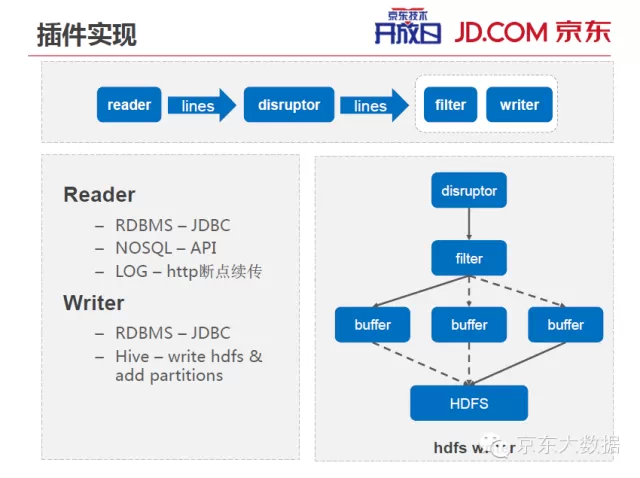 插件实现
京东技术
开放日
JD.COM 京东
reader
lines
disruptor
lines
filter
writer
Reader
– RDBMS – JDBC
– NOSQL – API
– LOG – http断点续传
Writer
– RDBMS – JDBC
– Hive – write hdfs &
add partitions
disruptor
filter
buffer
buffer
buffer
HDFS
hdfs writer
京东大数据